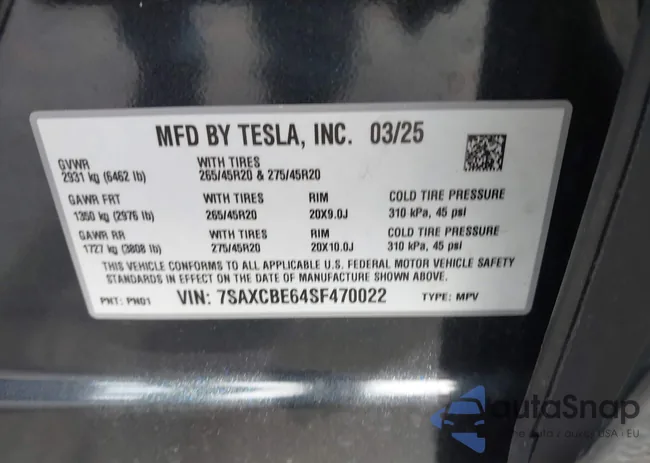 MFD BY TESLA, INC. 03/25
GVWR WITH TIRES
2931 kg (6462 lb) 265/45R20 & 275/45R20
GAWR FRT WITH TIRES RIM COLD TIRE PRESSURE
1350 kg (2976 lb) 265/45R20 20X9.0J 310 kPa, 45 psi
GAWR RR WITH TIRES RIM COLD TIRE PRESSURE
1727 kg (3808 lb) 275/45R20 20X10.0J 310 kPa, 45 psi
THIS VEHICLE CONFORMS TO ALL APPLICABLE U.S. FEDERAL MOTOR VEHICLE SAFETY
STANDARDS IN EFFECT ON THE DATE OF MANUFACTURE SHOWN ABOVE.
PNT: PN01 VIN: 7SAXCBE64SF470022 TYPE: MPV
autaSnap
USA i EU